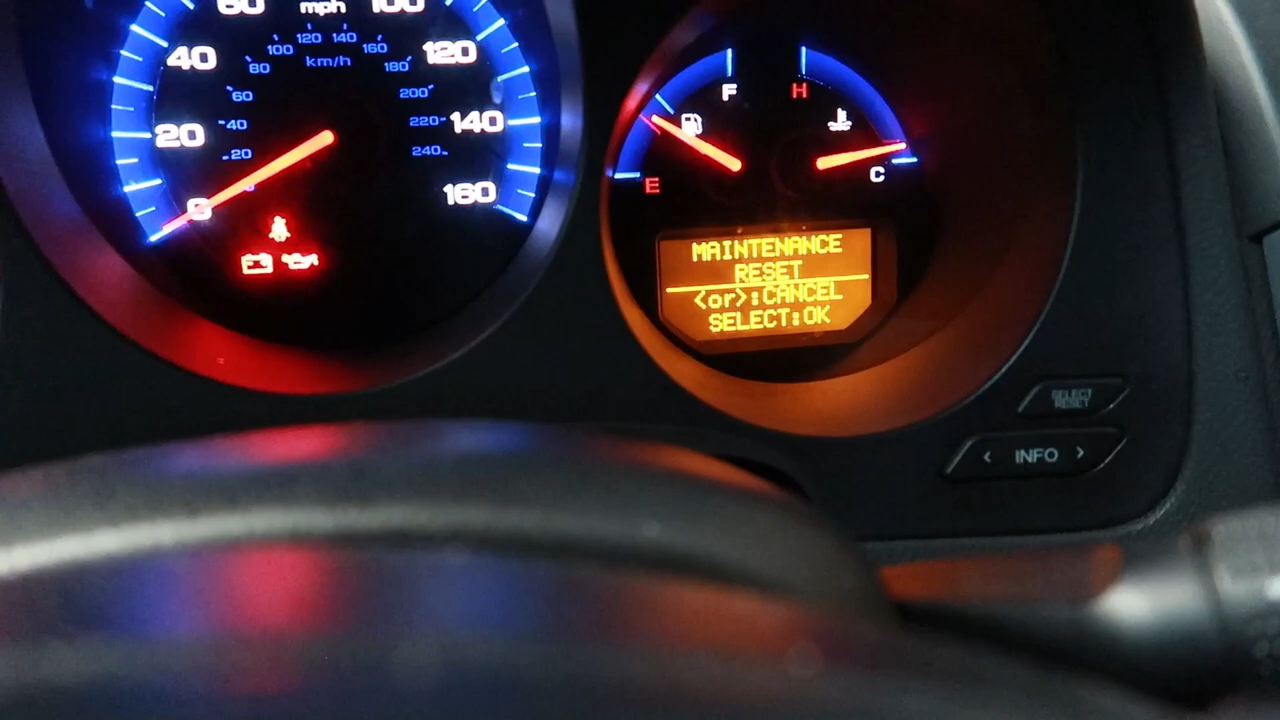 60 mph 100
40 120
20 140
0 160
100 120 140 160
80 km/h 180
60 200
40 220
20 240
F H
E C
MAINTENANCE
RESET
<or>:CANCEL
SELECT:OK
SELECT
RESET
< INFO >